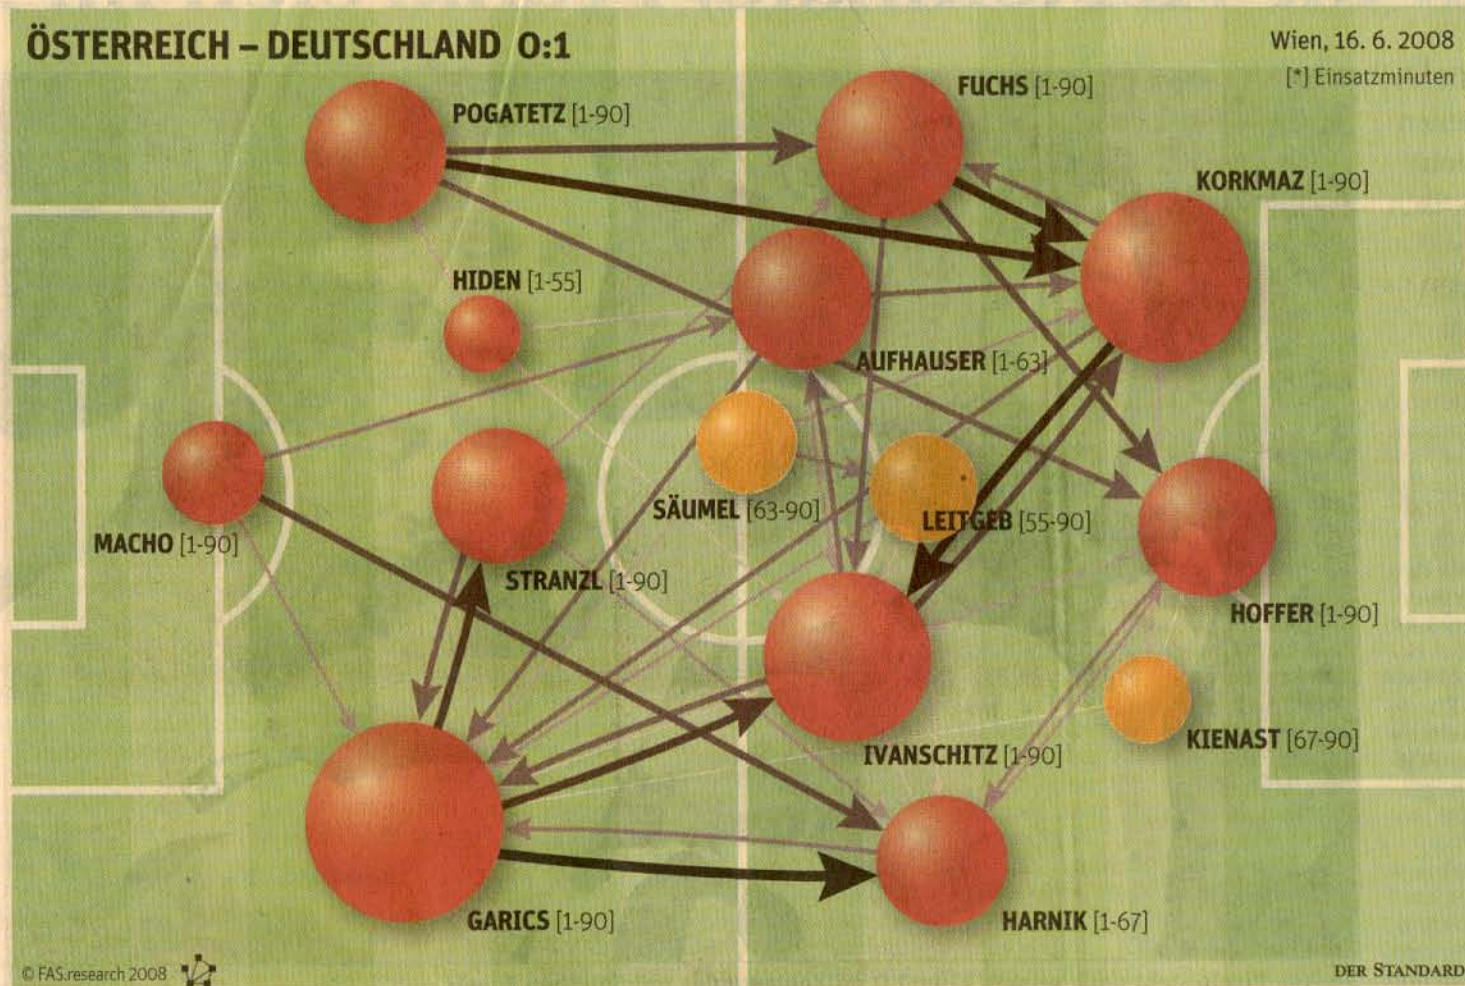 ÖSTERREICH – DEUTSCHLAND 0:1
Wien, 16. 6. 2008
[*] Einsatzminuten
FUCHS [1-90]
POGATETZ [1-90]
KORKMAZ [1-90]
HIDEN [1-55]
AUFHAUSER [1-63]
SÄUMEL [63-90]
LEITGEB [55-90]
MACHO [1-90]
STRANZL [1-90]
HOFFER [1-90]
KIENAST [67-90]
IVANSCHITZ [1-90]
GARICS [1-90]
HARNIK [1-67]
© FAS.research 2008
DER STANDARD